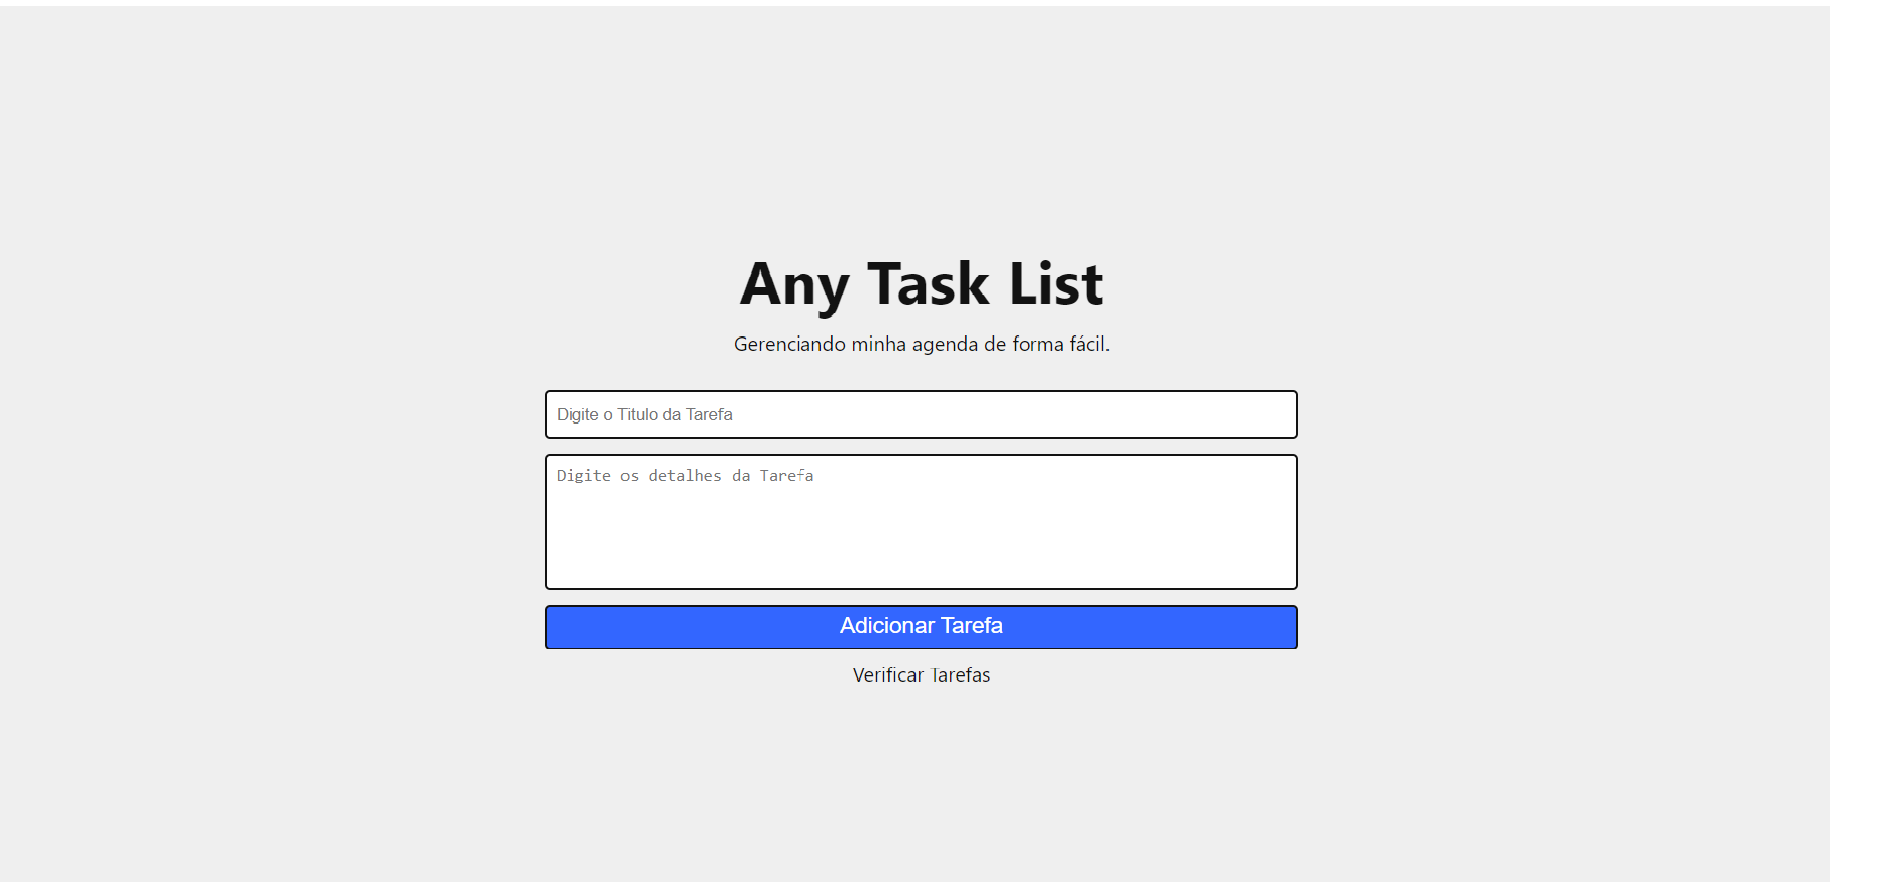 Any Task List
Gerenciando minha agenda de forma fácil.
Digite o Titulo da Tarefa
Digite os detalhes da Tarefa
Adicionar Tarefa
Verificar Tarefas